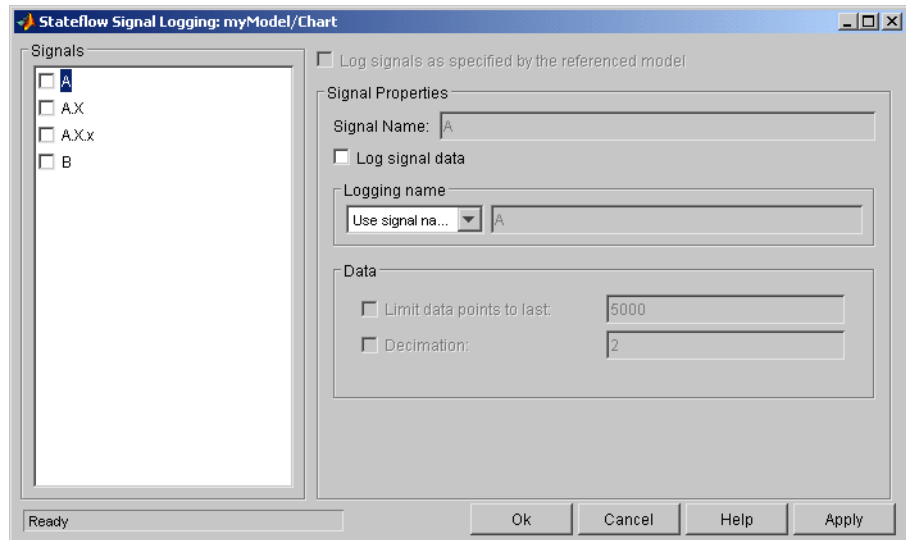 Stateflow Signal Logging: myModel/Chart
Signals
A
A.X
A.X.x
B
Log signals as specified by the referenced model
Signal Properties
Signal Name: A
Log signal data
Logging name
Use signal na... A
Data
Limit data points to last: 5000
Decimation: 2
Ready
Ok Cancel Help Apply